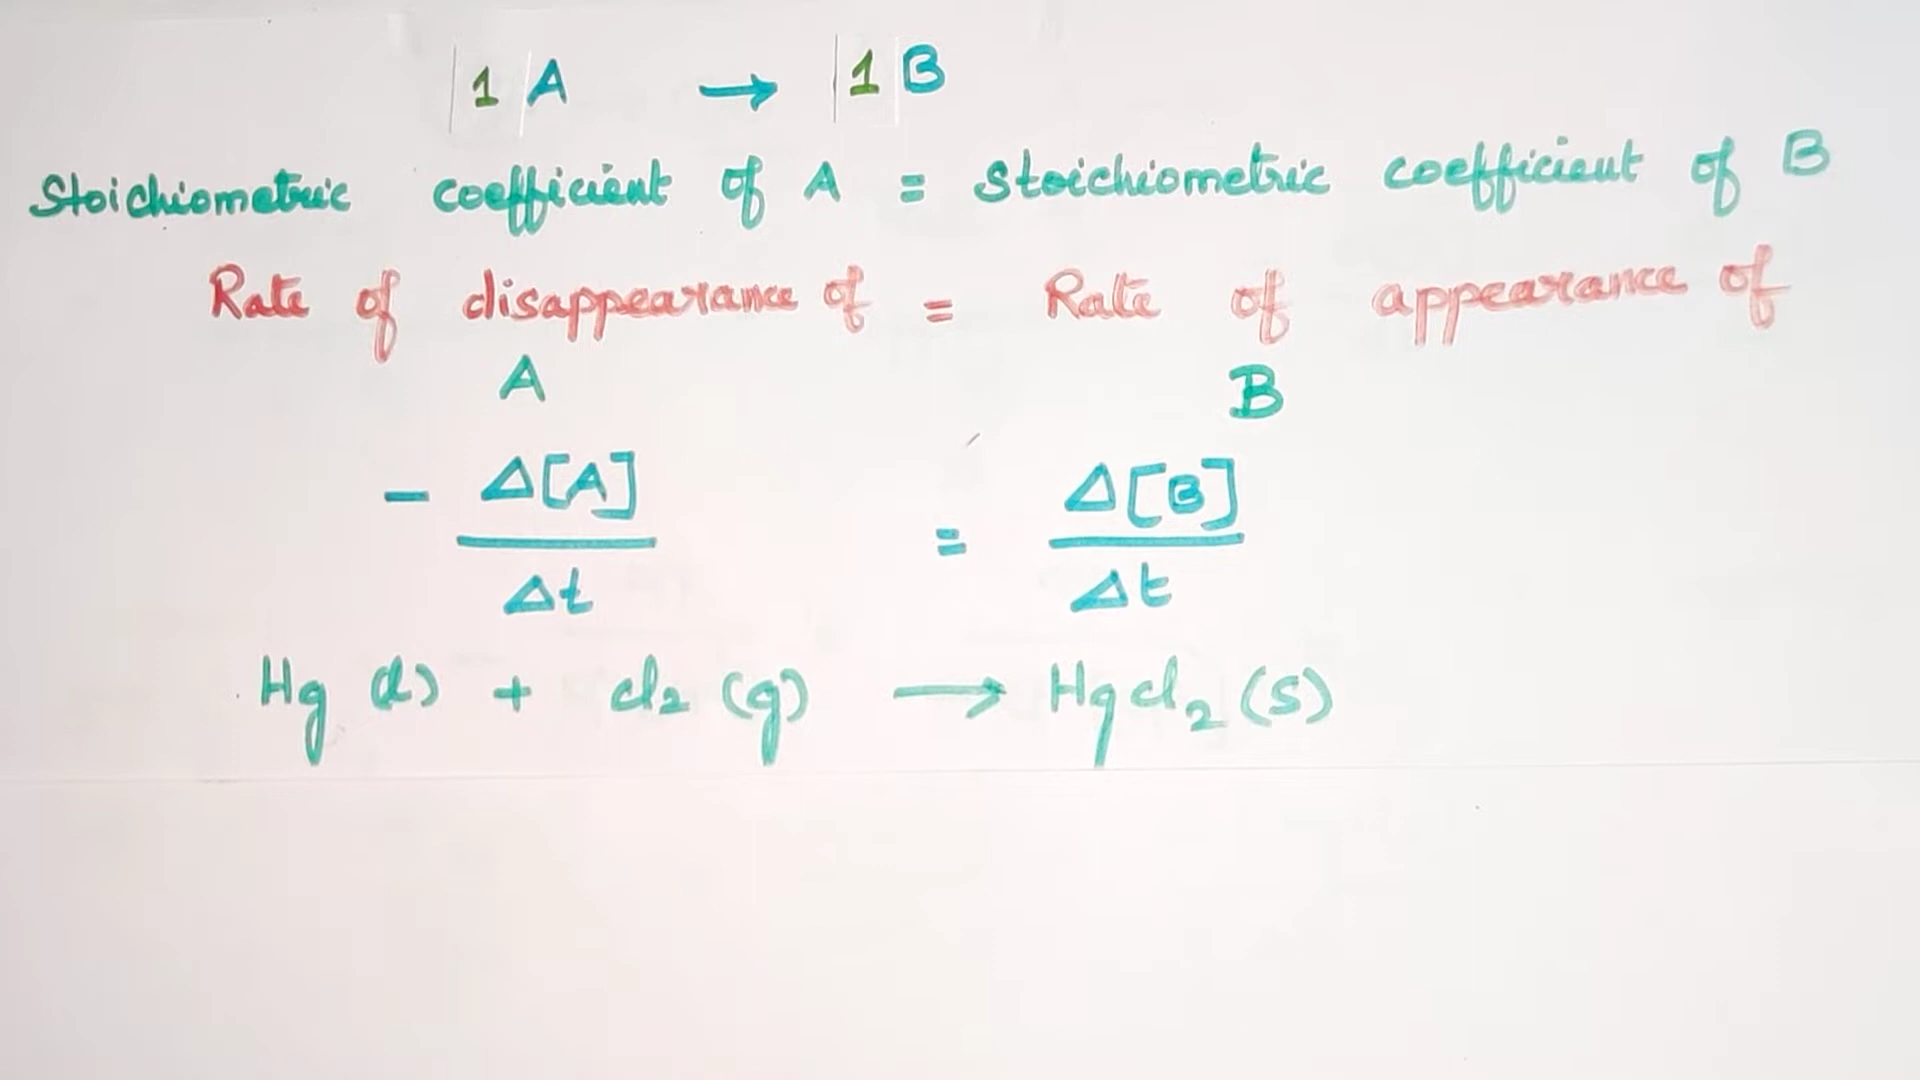 1 A → 1 B
Stoichiometric coefficient of A = Stoichiometric coefficient of B
Rate of disappearance of = Rate of appearance of
A B
- Δ[A] = Δ[B]
Δt Δt
Hg (l) + Cl₂ (g) → HgCl₂ (s)